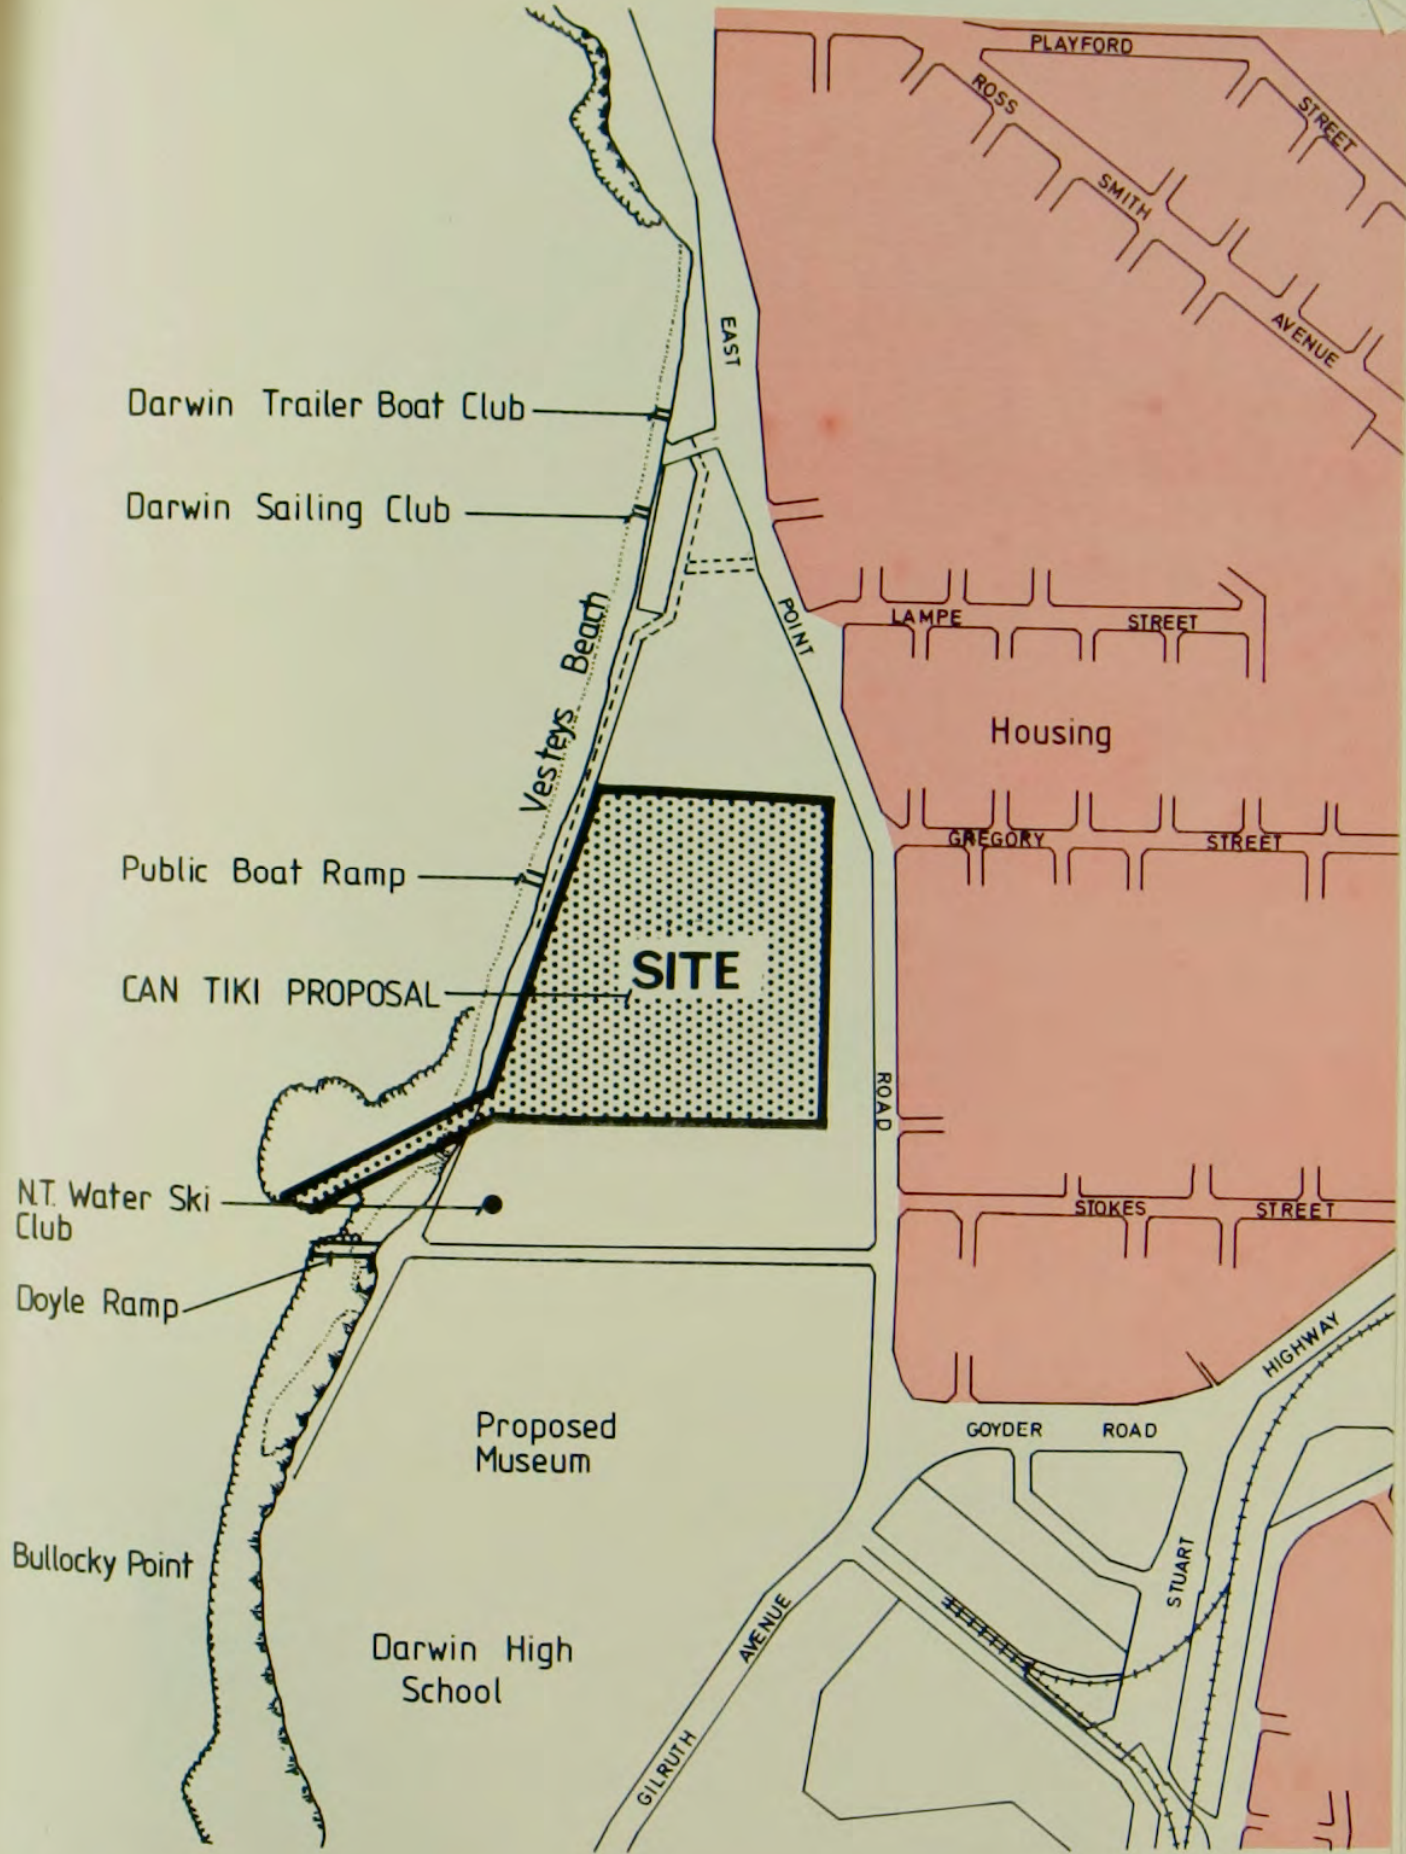 PLAYFORD
STREET
ROSS
SMITH
AVENUE
EAST
Darwin Trailer Boat Club
Darwin Sailing Club
POINT
LAMPE STREET
Vesteys Beach
Housing
GREGORY STREET
Public Boat Ramp
SITE
CAN TIKI PROPOSAL
ROAD
N.T. Water Ski
Club
STOKES STREET
Doyle Ramp
HIGHWAY
Proposed
Museum
GOYDER ROAD
Bullocky Point
STUART
AVENUE
Darwin High
School
GILRUTH